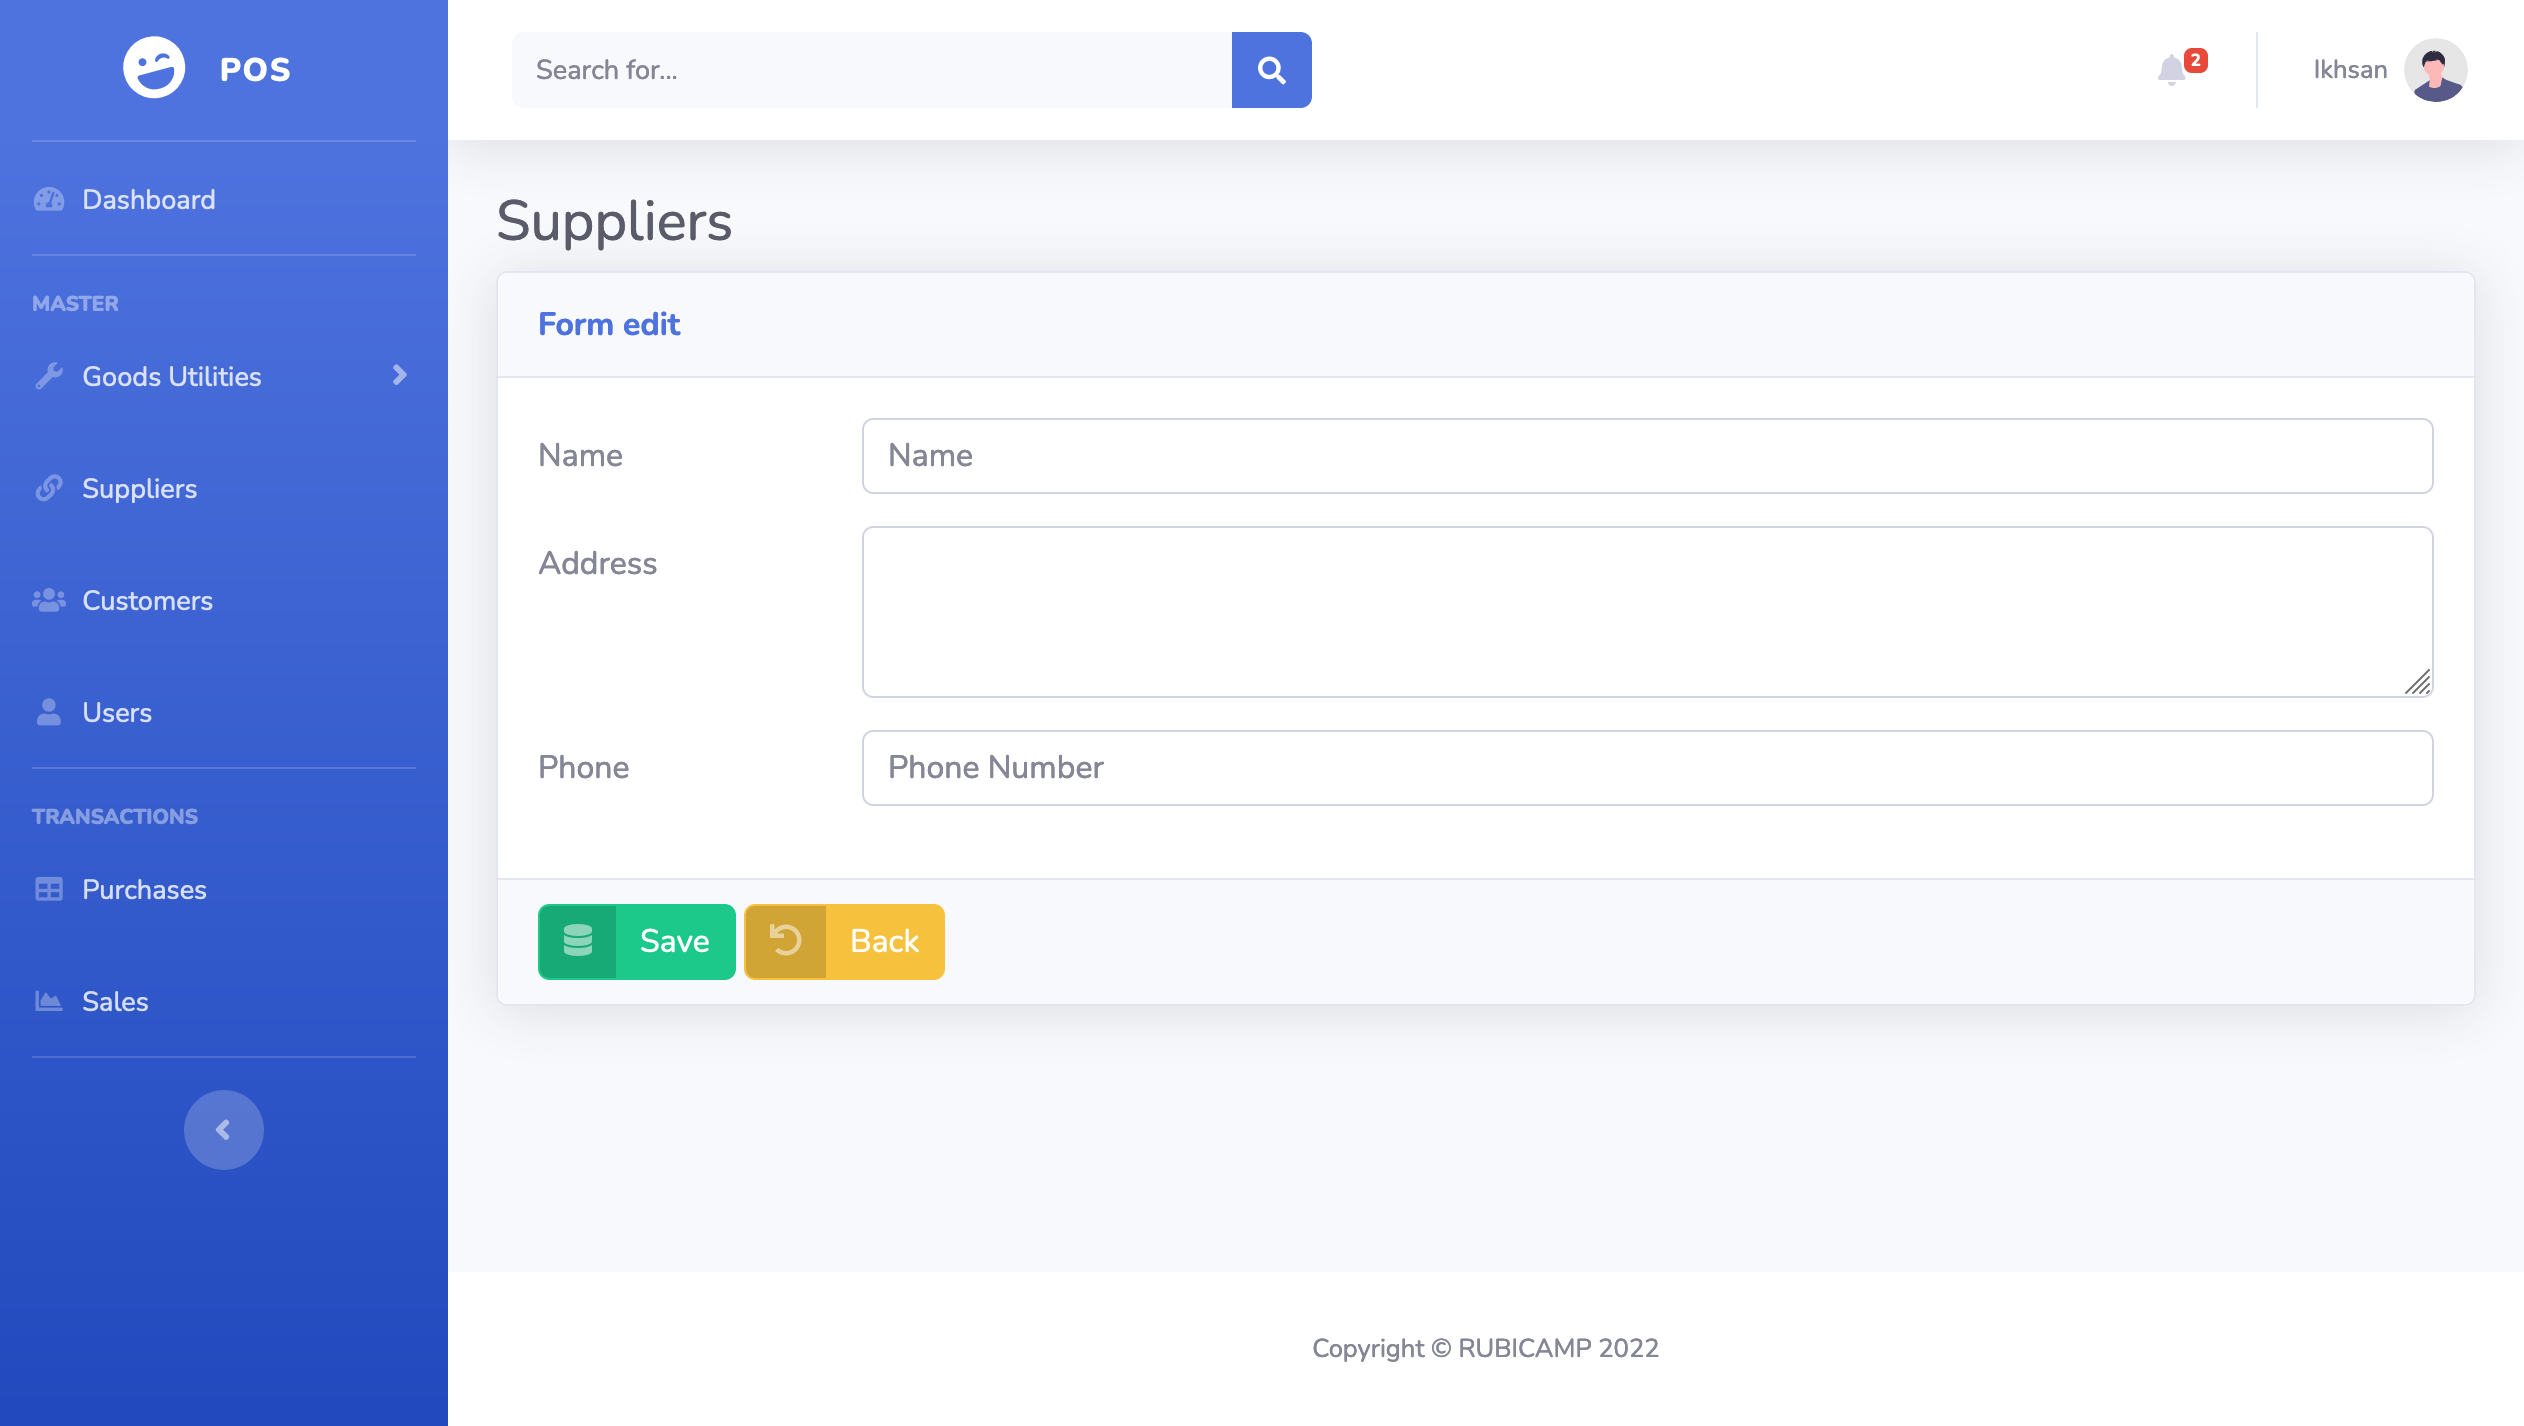 POS
Search for...
2
Ikhsan
Dashboard
MASTER
Goods Utilities
Suppliers
Customers
Users
TRANSACTIONS
Purchases
Sales
Suppliers
Form edit
Name
Name
Address
Phone
Phone Number
Save
Back
Copyright © RUBICAMP 2022